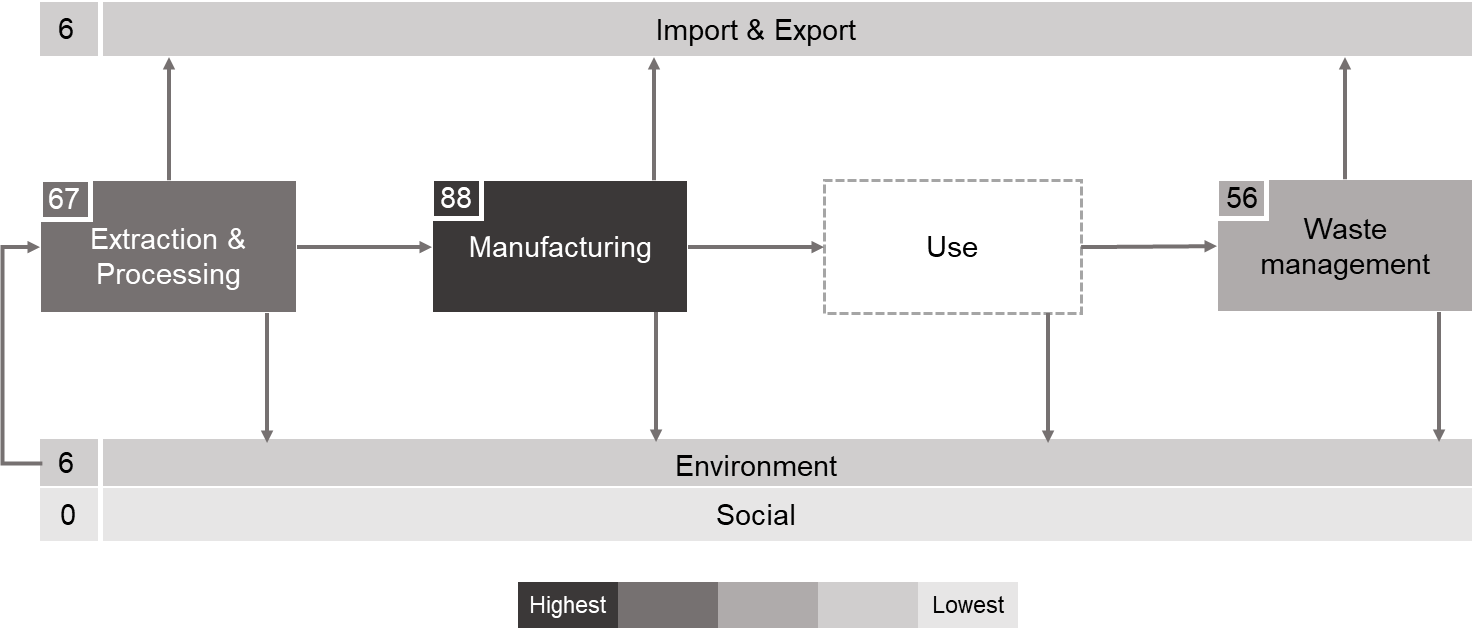 6
Import & Export
67
Extraction &
Processing
88
Manufacturing
Use
56
Waste
management
6
Environment
0
Social
Highest
Lowest